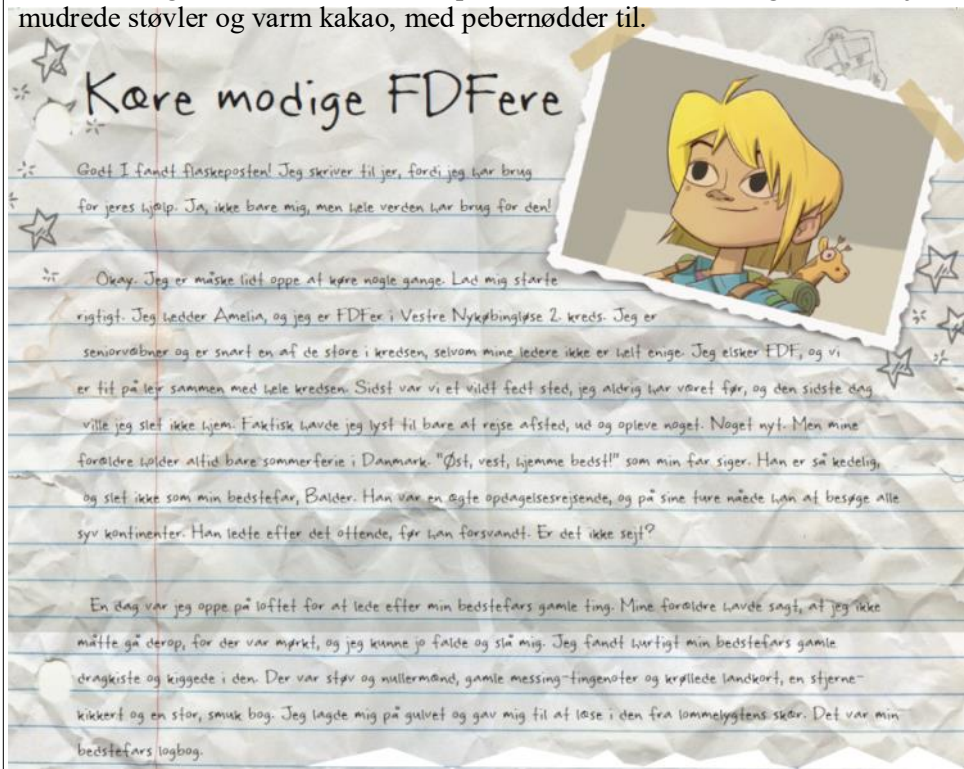 mudrede støvler og varm kakao, med pebernødder til.
Kære modige FDFere
Godt I fandt flaskeposten! Jeg skriver til jer, fordi jeg har brug
for jeres hjælp. Ja, ikke bare mig, men hele verden har brug for den!
Okay. Jeg er måske lidt oppe at køre nogle gange. Lad mig starte
rigtigt. Jeg hedder Amelia, og jeg er FDFer i Vestre Nykøbingløse 2. kreds. Jeg er
seniorvæbner og er snart en af de store i kredsen, selvom mine ledere ikke er helt enige. Jeg elsker FDF, og vi
er tit på lejr sammen med hele kredsen. Sidst var vi et vildt fedt sted, jeg aldrig har været før, og den sidste dag
ville jeg slet ikke hjem. Faktisk havde jeg lyst til bare at rejse afsted, ud og opleve noget. Noget nyt. Men mine
forældre holder altid bare sommerferie i Danmark. "Øst, vest, hjemme bedst!" som min far siger. Han er så kedelig,
og slet ikke som min bedstefar, Balder. Han var en ægte opdagelsesrejsende, og på sine ture nåede han at besøge alle
syv kontinenter. Han ledte efter det ottende, før han forsvandt. Er det ikke sejt?
En dag var jeg oppe på loftet for at lede efter min bedstefars gamle ting. Mine forældre havde sagt, at jeg ikke
måtte gå derop, for der var mørkt, og jeg kunne jo falde og slå mig. Jeg fandt hurtigt min bedstefars gamle
dragkiste og kiggede i den. Der var støv og nullermænd, gamle messing-tingenoter og krøllede landkort, en stjerne-
kikkert og en stor, smuk bog. Jeg lagde mig på gulvet og gav mig til at læse i den fra lommelygtens skær. Det var min
bedstefars logbog.